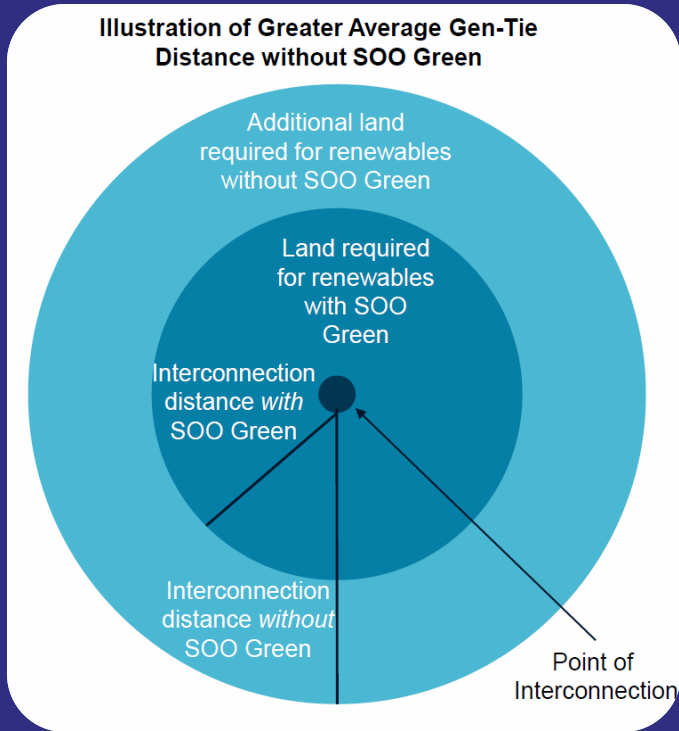 Illustration of Greater Average Gen-Tie
Distance without SOO Green
Additional land
required for renewables
without SOO Green
Land required
for renewables
with SOO
Green
Interconnection
distance with
SOO Green
Interconnection
distance without
SOO Green
Point of
Interconnection